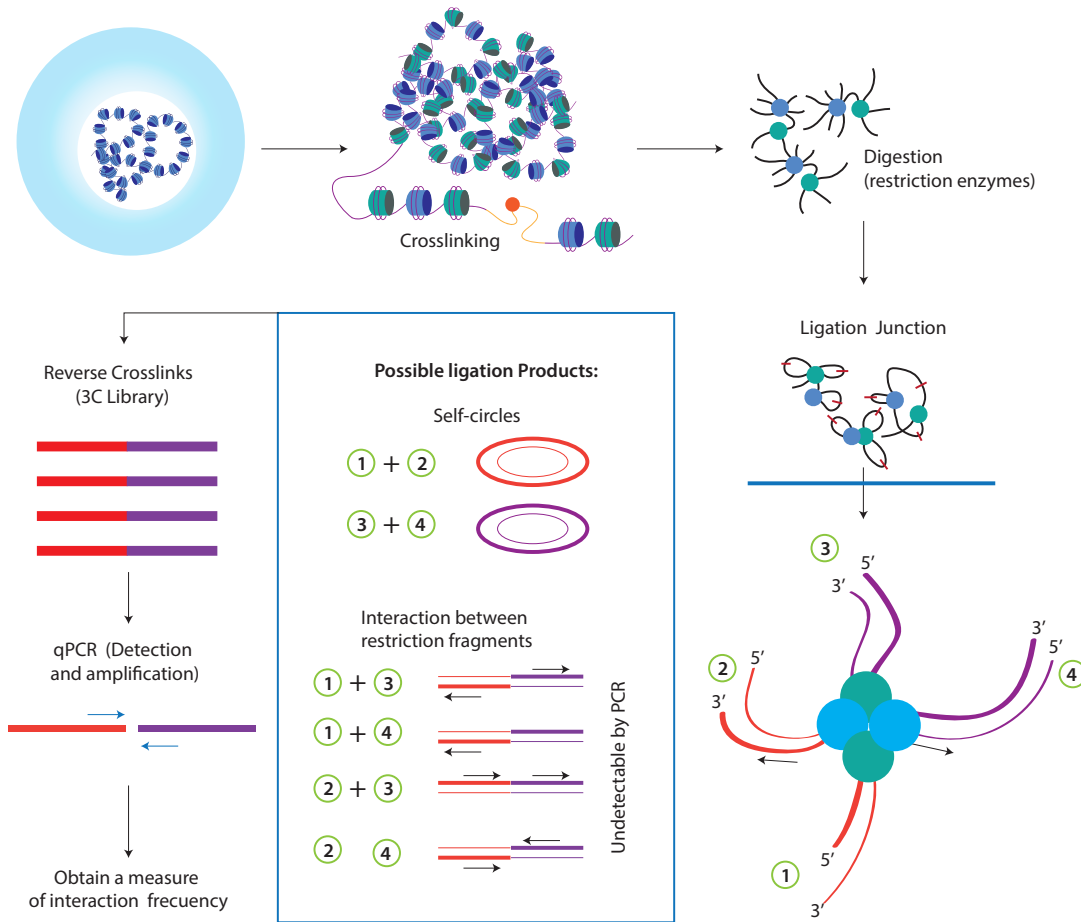 Crosslinking
Digestion
(restriction enzymes)
Ligation Junction
3
5’
3’
2
5’
3’
3’
5’
4
5’
1
3’
Possible ligation Products:
Self-circles
1 + 2
3 + 4
Interaction between
restriction fragments
1 + 3
1 + 4
2 + 3
2 4
Undetectable by PCR
Reverse Crosslinks
(3C Library)
qPCR (Detection
and amplification)
Obtain a measure
of interaction frecuency